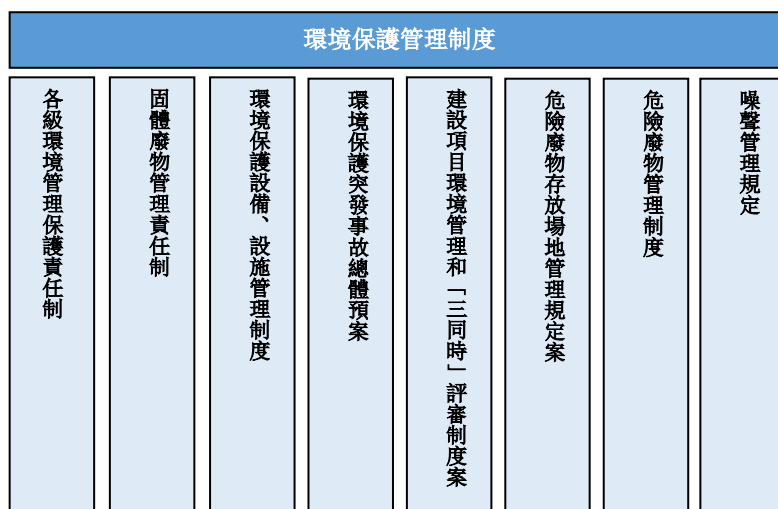 環境保護管理制度
各級環境管理保護責任制
固體廢物管理責任制
環境保護設備、設施管理制度
環境保護突發事故總體預案
建設項目環境管理和「三同時」評審制度案
危險廢物存放場地管理規定案
危險廢物管理制度
噪聲管理規定